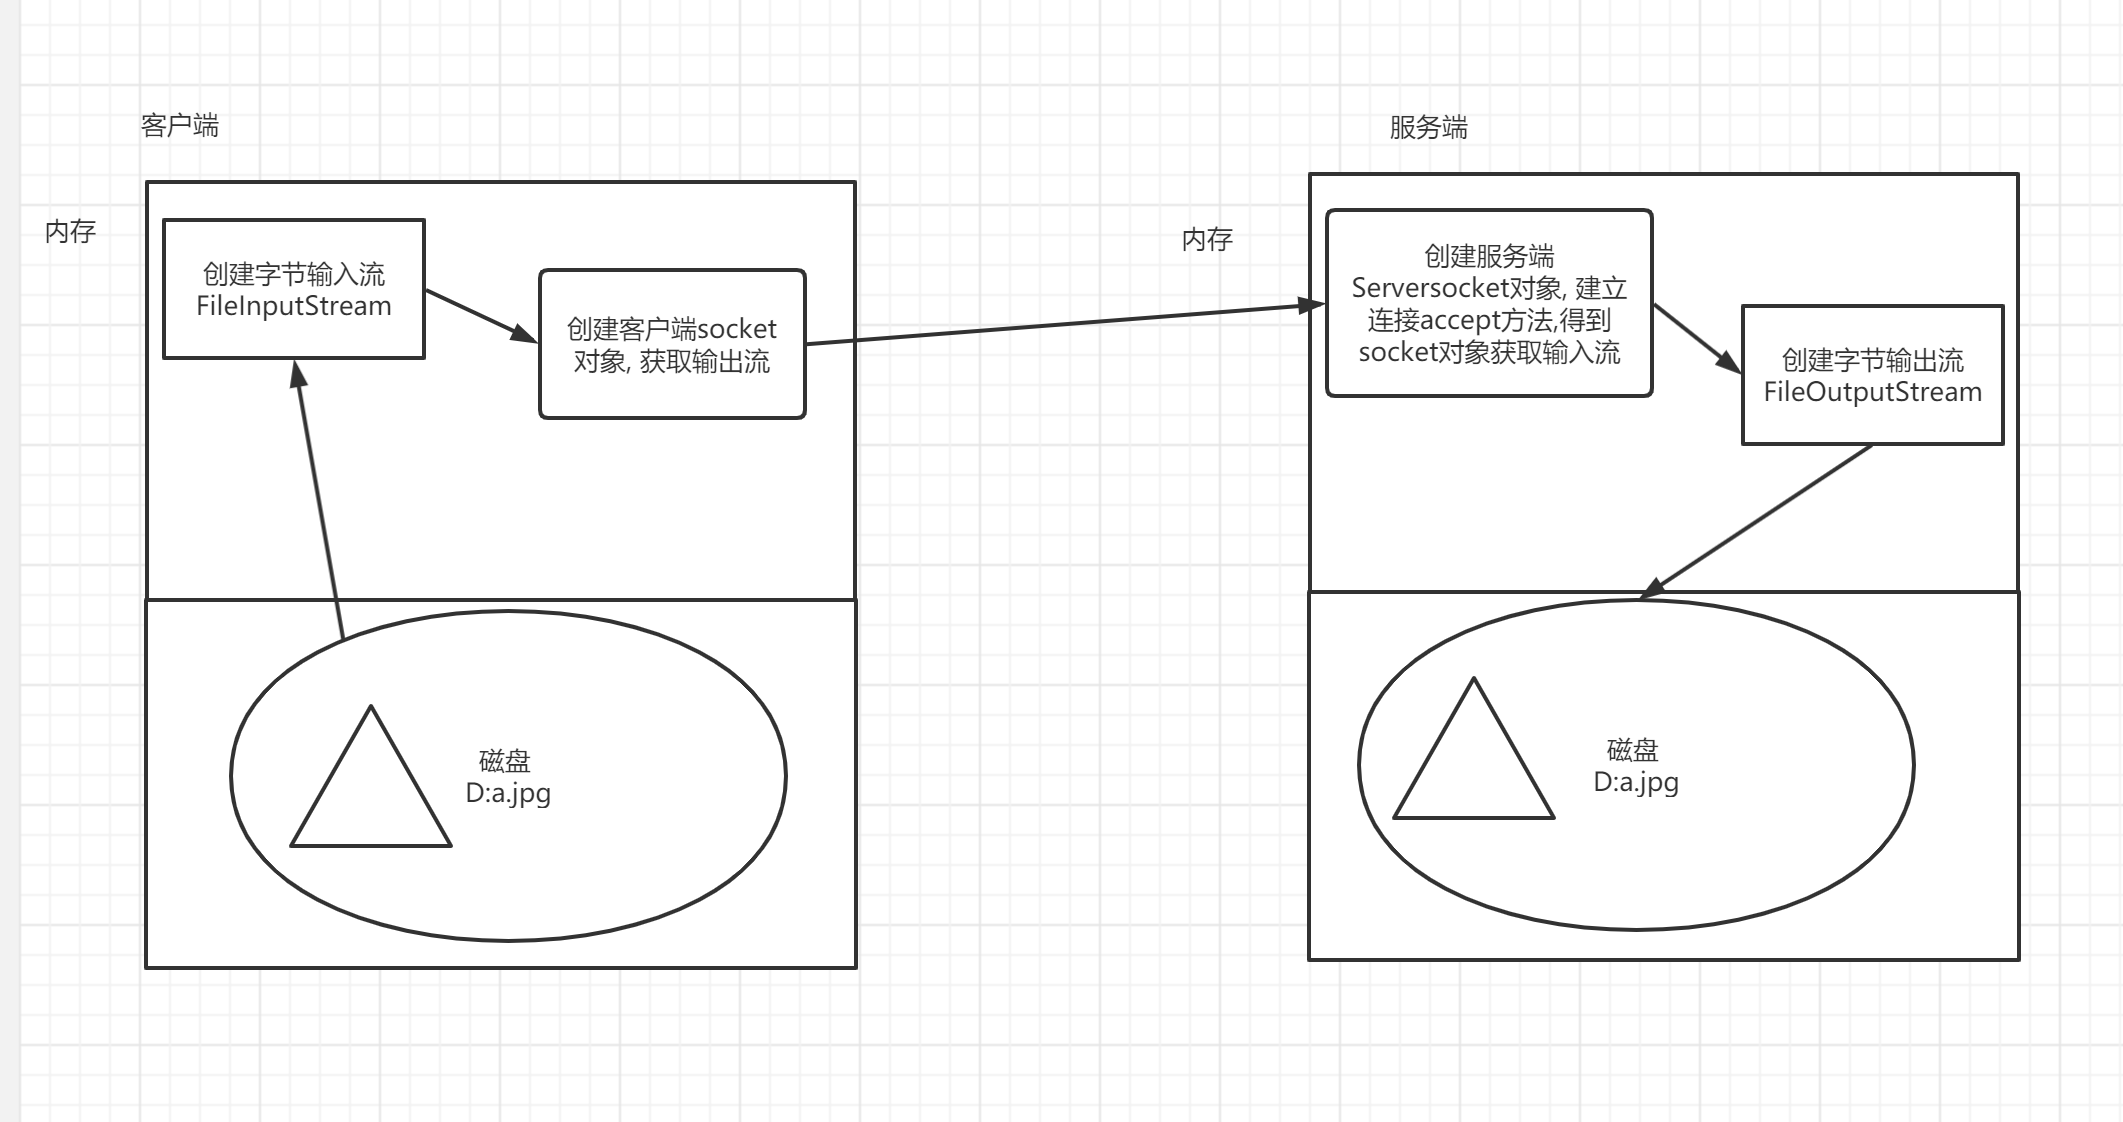 客户端
内存
创建字节输入流
FileInputStream
创建客户端socket
对象, 获取输出流
磁盘
D:a.jpg
服务端
内存
创建服务端
Serversocket对象, 建立
连接accept方法,得到
socket对象获取输入流
创建字节输出流
FileOutputStream
磁盘
D:a.jpg